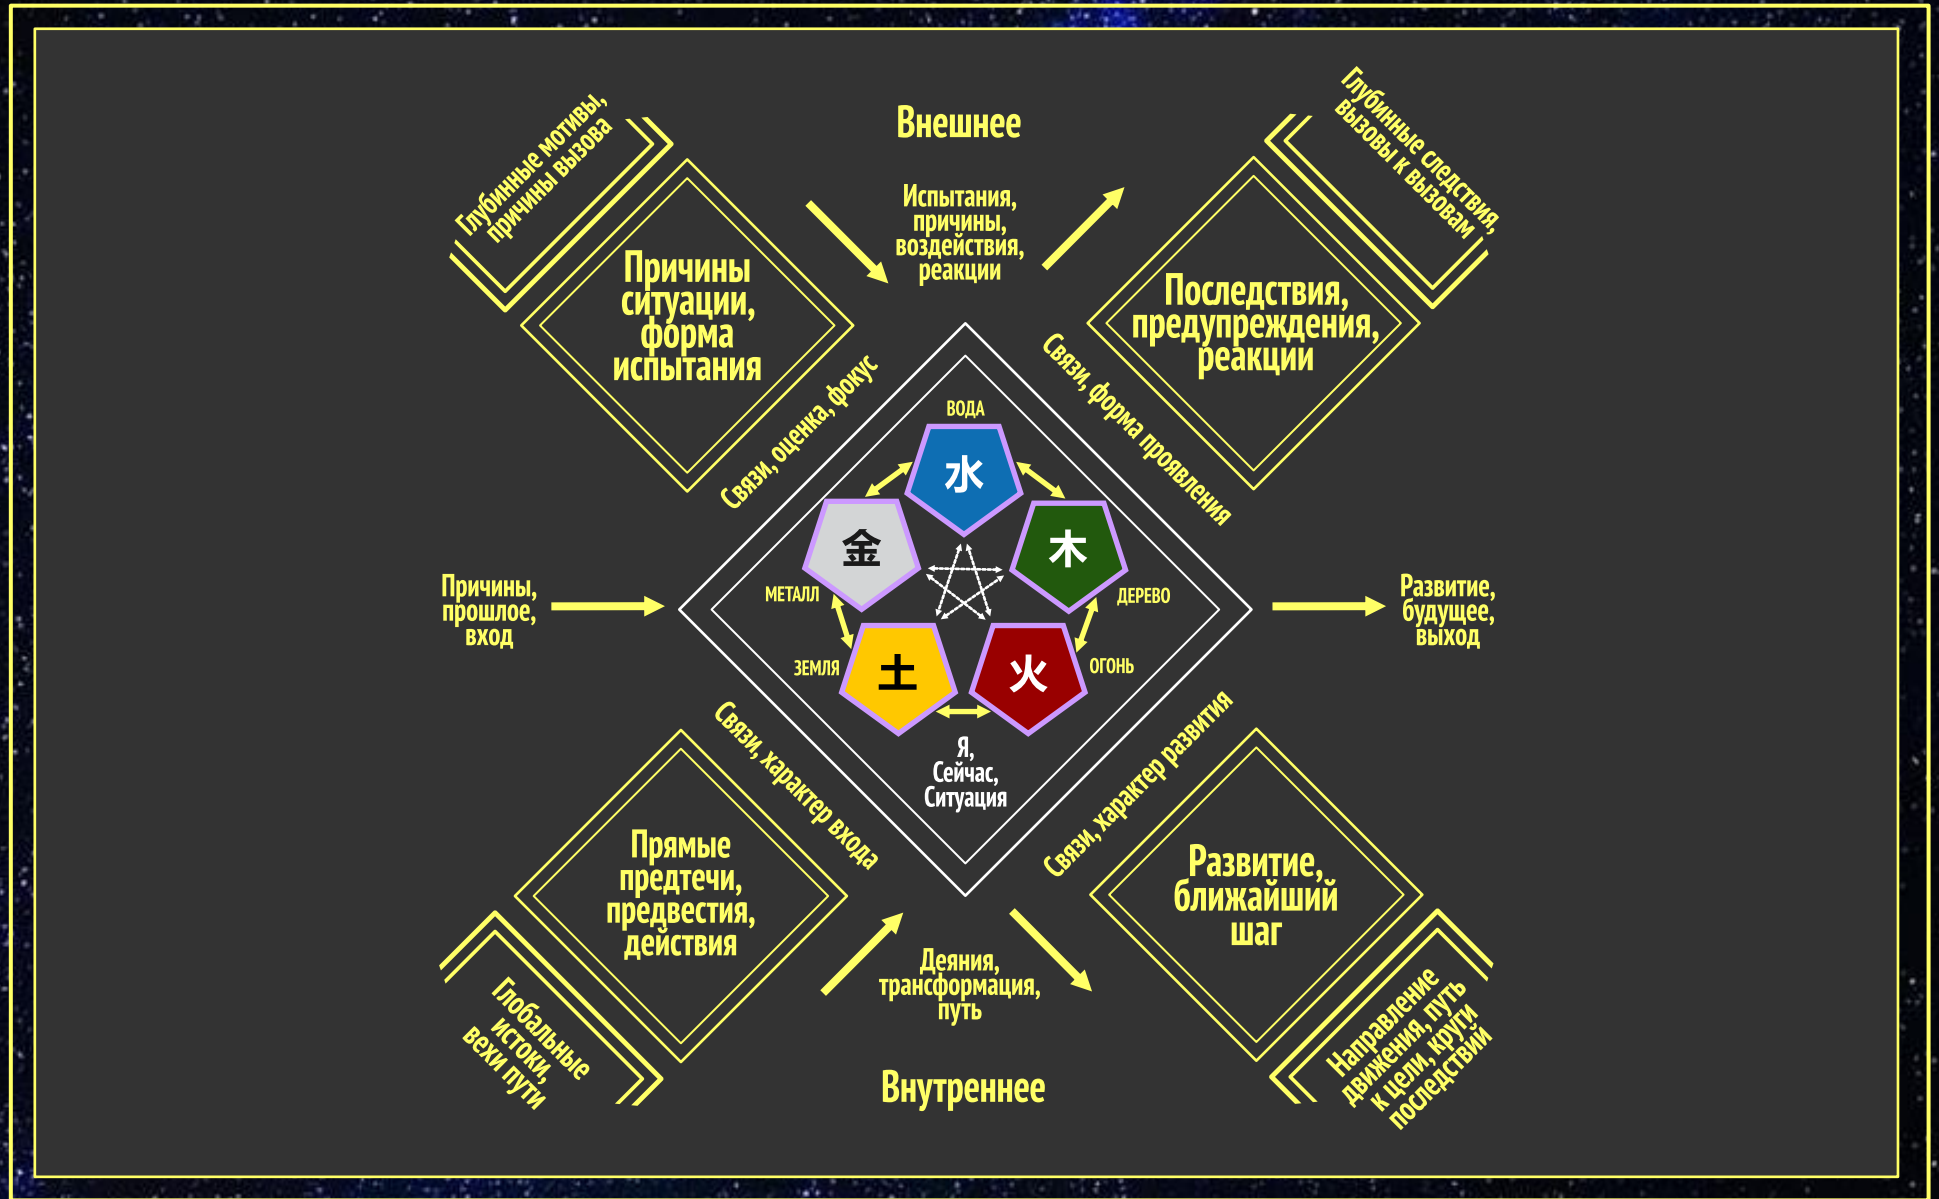 Внешнее
Глубинные мотивы,
причины вызова
Испытания,
причины,
воздействия,
реакции
Глубинные следствия,
вызовы к вызовам
Причины
ситуации,
форма
испытания
Последствия,
предупреждения,
реакции
Связи, оценка, фокус
Связи, форма проявления
ВОДА
水
金
木
МЕТАЛЛ
ДЕРЕВО
Причины,
прошлое,
вход
Развитие,
будущее,
выход
ЗЕМЛЯ
土
火
ОГОНЬ
Я,
Сейчас,
Ситуация
Связи, характер входа
Связи, характер развития
Прямые
предтечи,
предвестия,
действия
Развитие,
ближайший
шаг
Деяния,
трансформация,
путь
Глобальные
истоки,
вехи пути
Направление
движения, путь
к цели, круги
последствий
Внутреннее